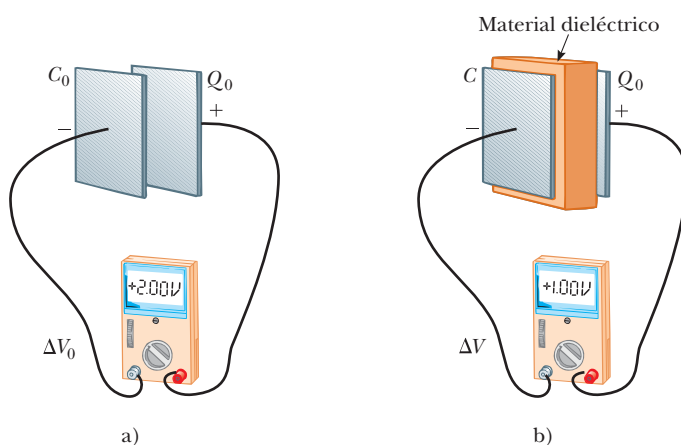 Material dieléctrico
C₀
Q₀
−
+
+2.00V
ΔV₀
a)
C
Q₀
−
+
+1.00V
ΔV
b)